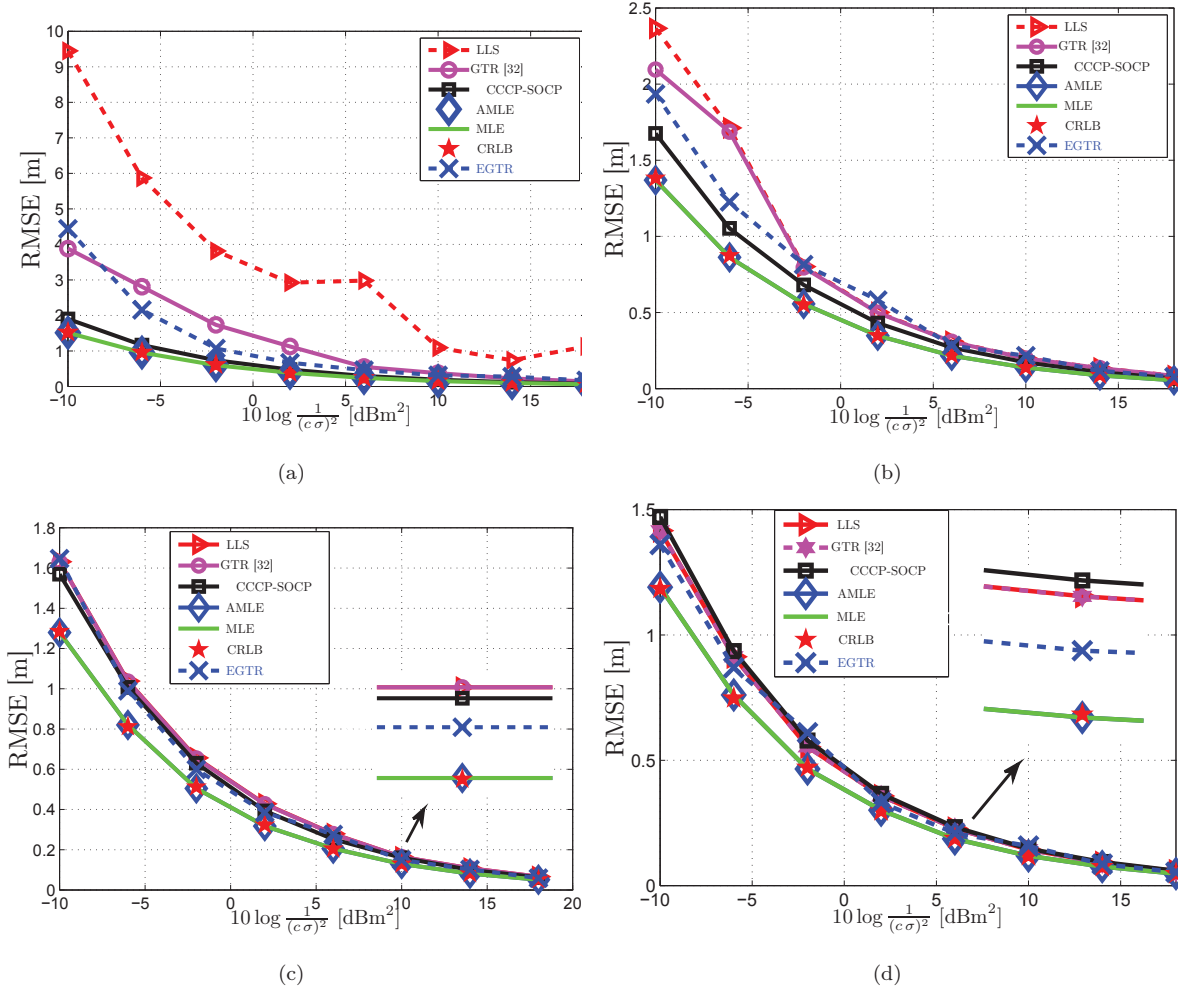 10
9
8
7
6
5
4
3
2
1
0
-10 -5 0 5 10 15
RMSE [m]
10 log 1/(c σ)² [dBm²]
LLS
GTR [32]
CCCP-SOCP
AMLE
MLE
CRLB
EGTR
(a)
2.5
2
1.5
1
0.5
0
-10 -5 0 5 10 15
RMSE [m]
10 log 1/(c σ)² [dBm²]
LLS
GTR [32]
CCCP-SOCP
AMLE
MLE
CRLB
EGTR
(b)
1.8
1.6
1.4
1.2
1
0.8
0.6
0.4
0.2
0
-10 -5 0 5 10 15 20
RMSE [m]
10 log 1/(c σ)² [dBm²]
LLS
GTR [32]
CCCP-SOCP
AMLE
MLE
CRLB
EGTR
(c)
1.5
1
0.5
0
-10 -5 0 5 10 15
RMSE [m]
10 log 1/(c σ)² [dBm²]
LLS
GTR [32]
CCCP-SOCP
AMLE
MLE
CRLB
EGTR
(d)